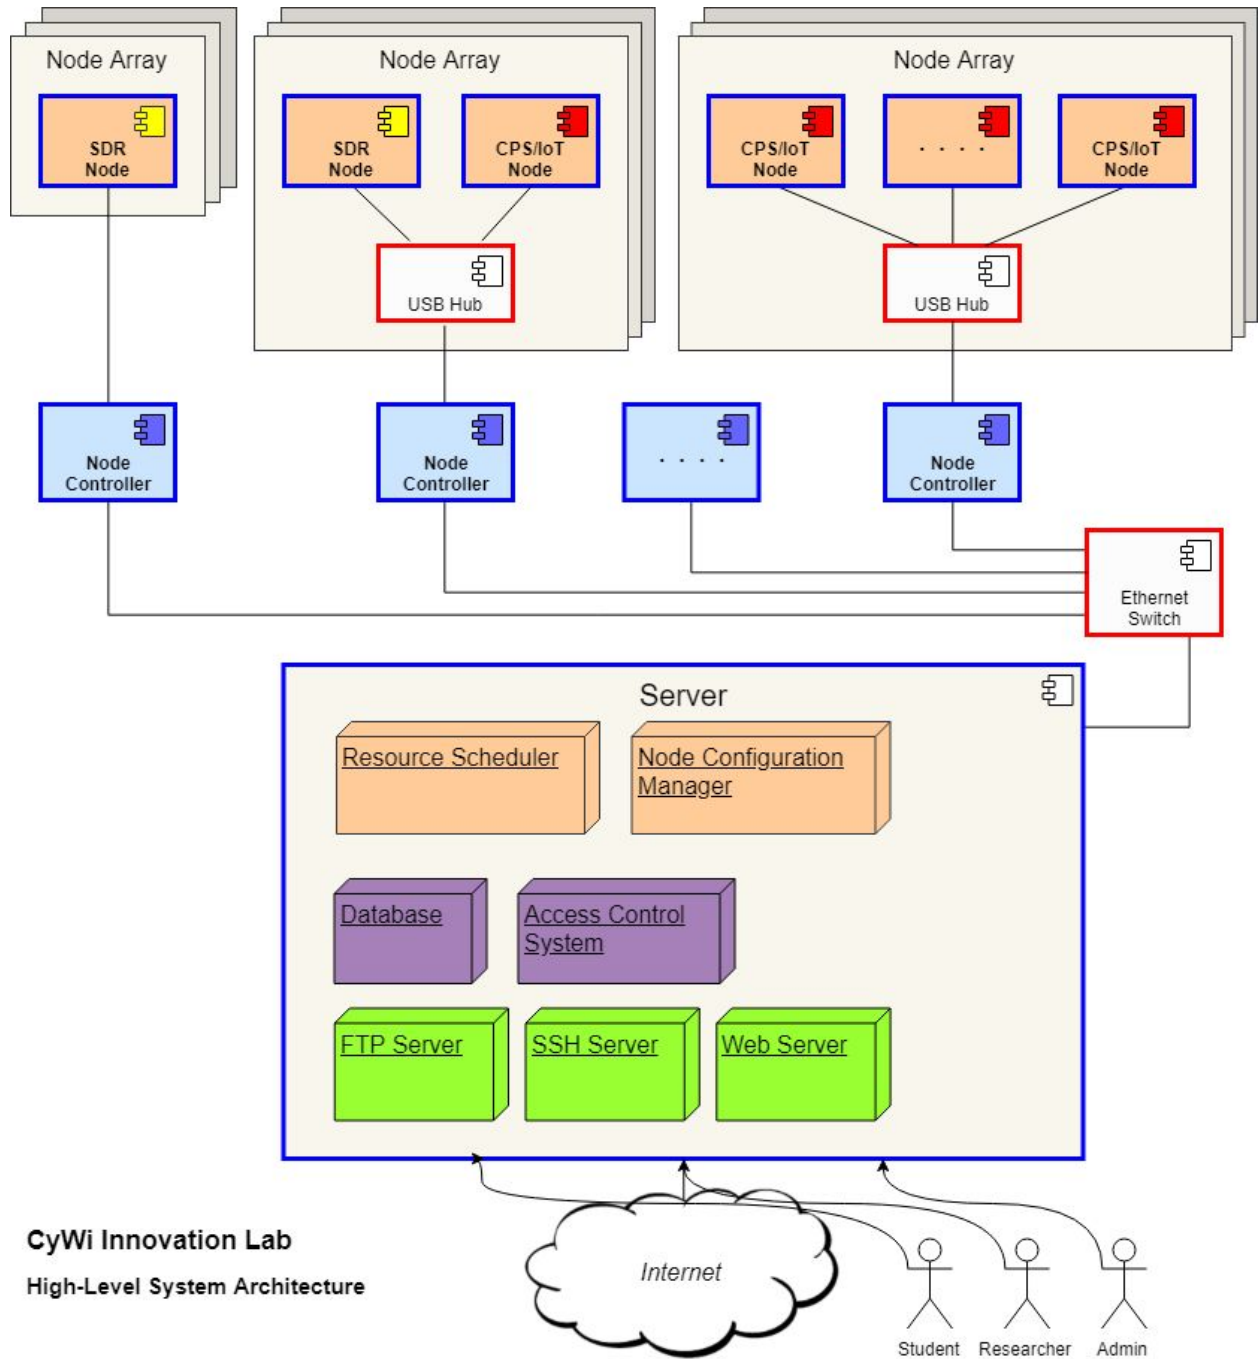 Node Array
Node Array
Node Array
SDR
Node
SDR
Node
CPS/IoT
Node
CPS/IoT
Node
. . . .
CPS/IoT
Node
USB Hub
USB Hub
Node
Controller
Node
Controller
. . . .
Node
Controller
Ethernet
Switch
Server
Resource Scheduler
Node Configuration
Manager
Database
Access Control
System
FTP Server
SSH Server
Web Server
CyWi Innovation Lab
High-Level System Architecture
Internet
Student
Researcher
Admin